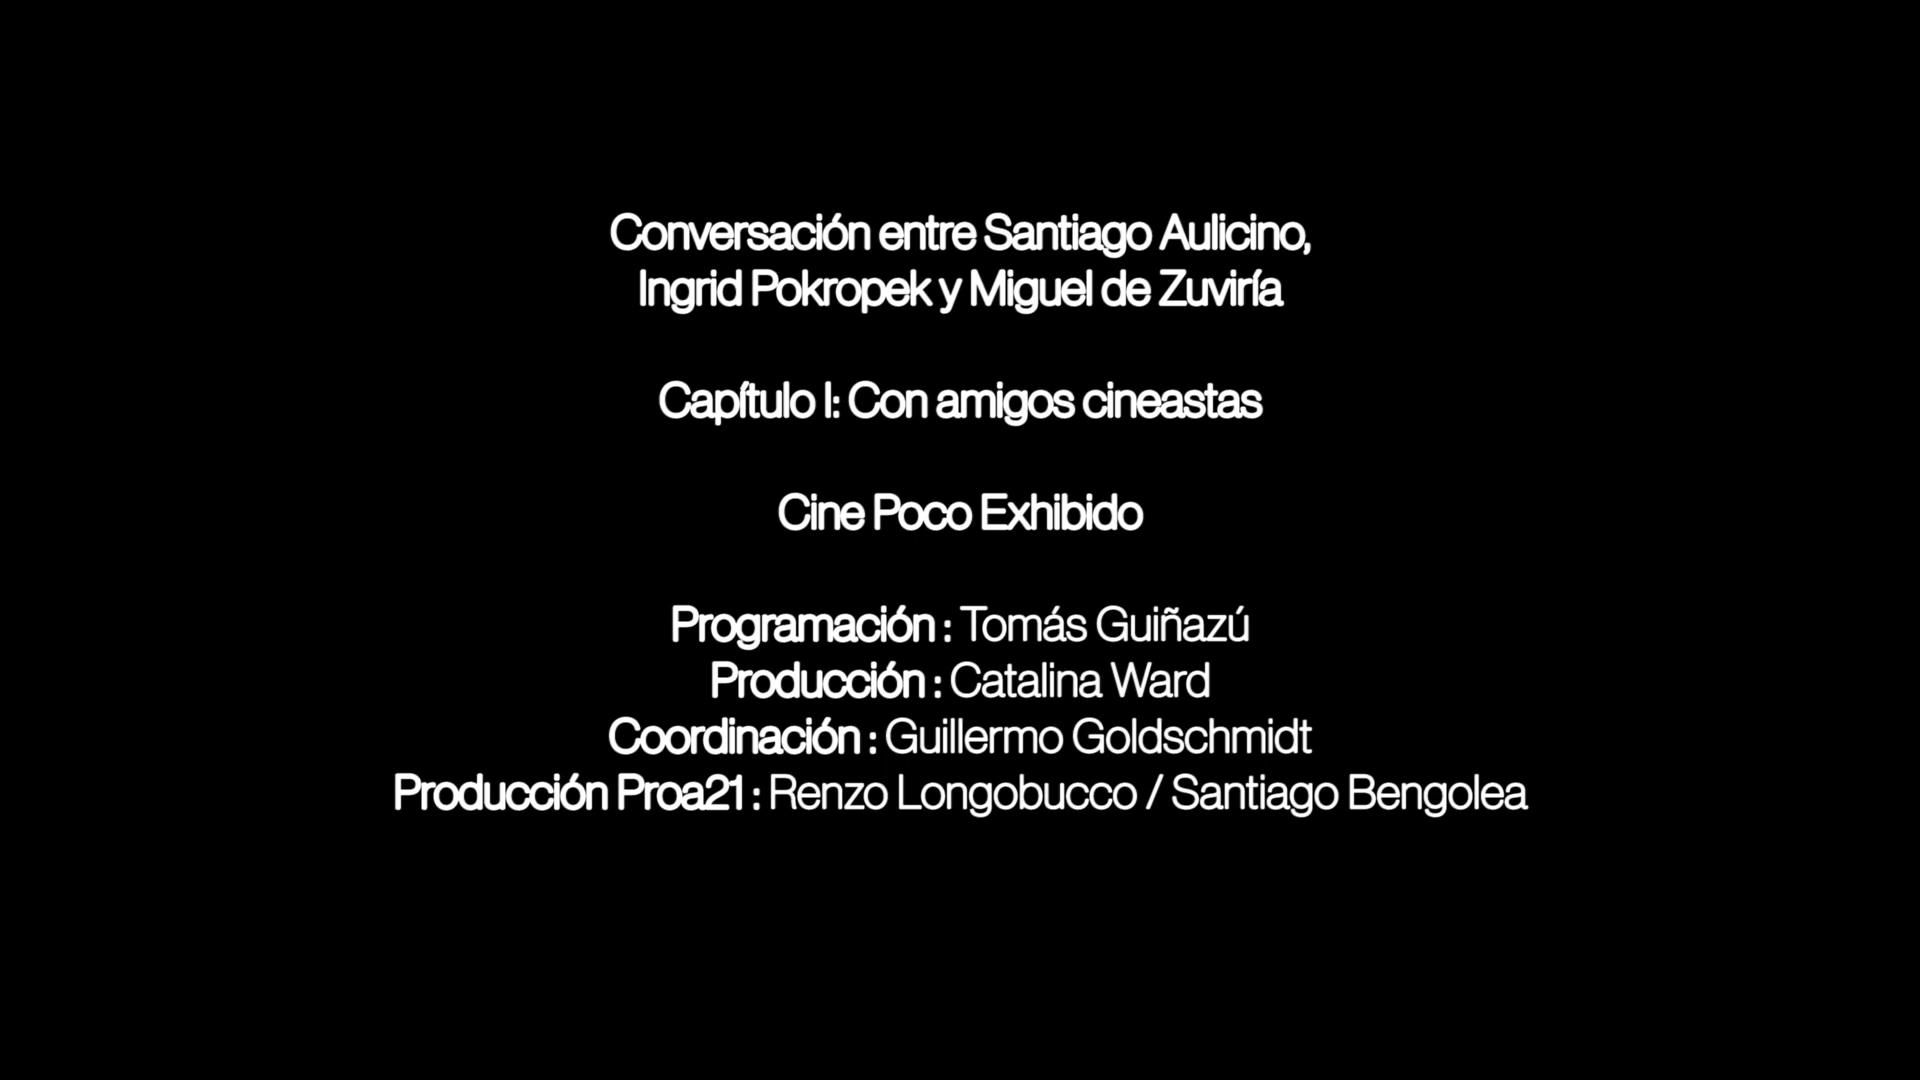 Conversación entre Santiago Aulicino,
Ingrid Pokropek y Miguel de Zuviría
Capítulo I: Con amigos cineastas
Cine Poco Exhibido
Programación : Tomás Guiñazú
Producción : Catalina Ward
Coordinación : Guillermo Goldschmidt
Producción Proa21 : Renzo Longobucco / Santiago Bengolea